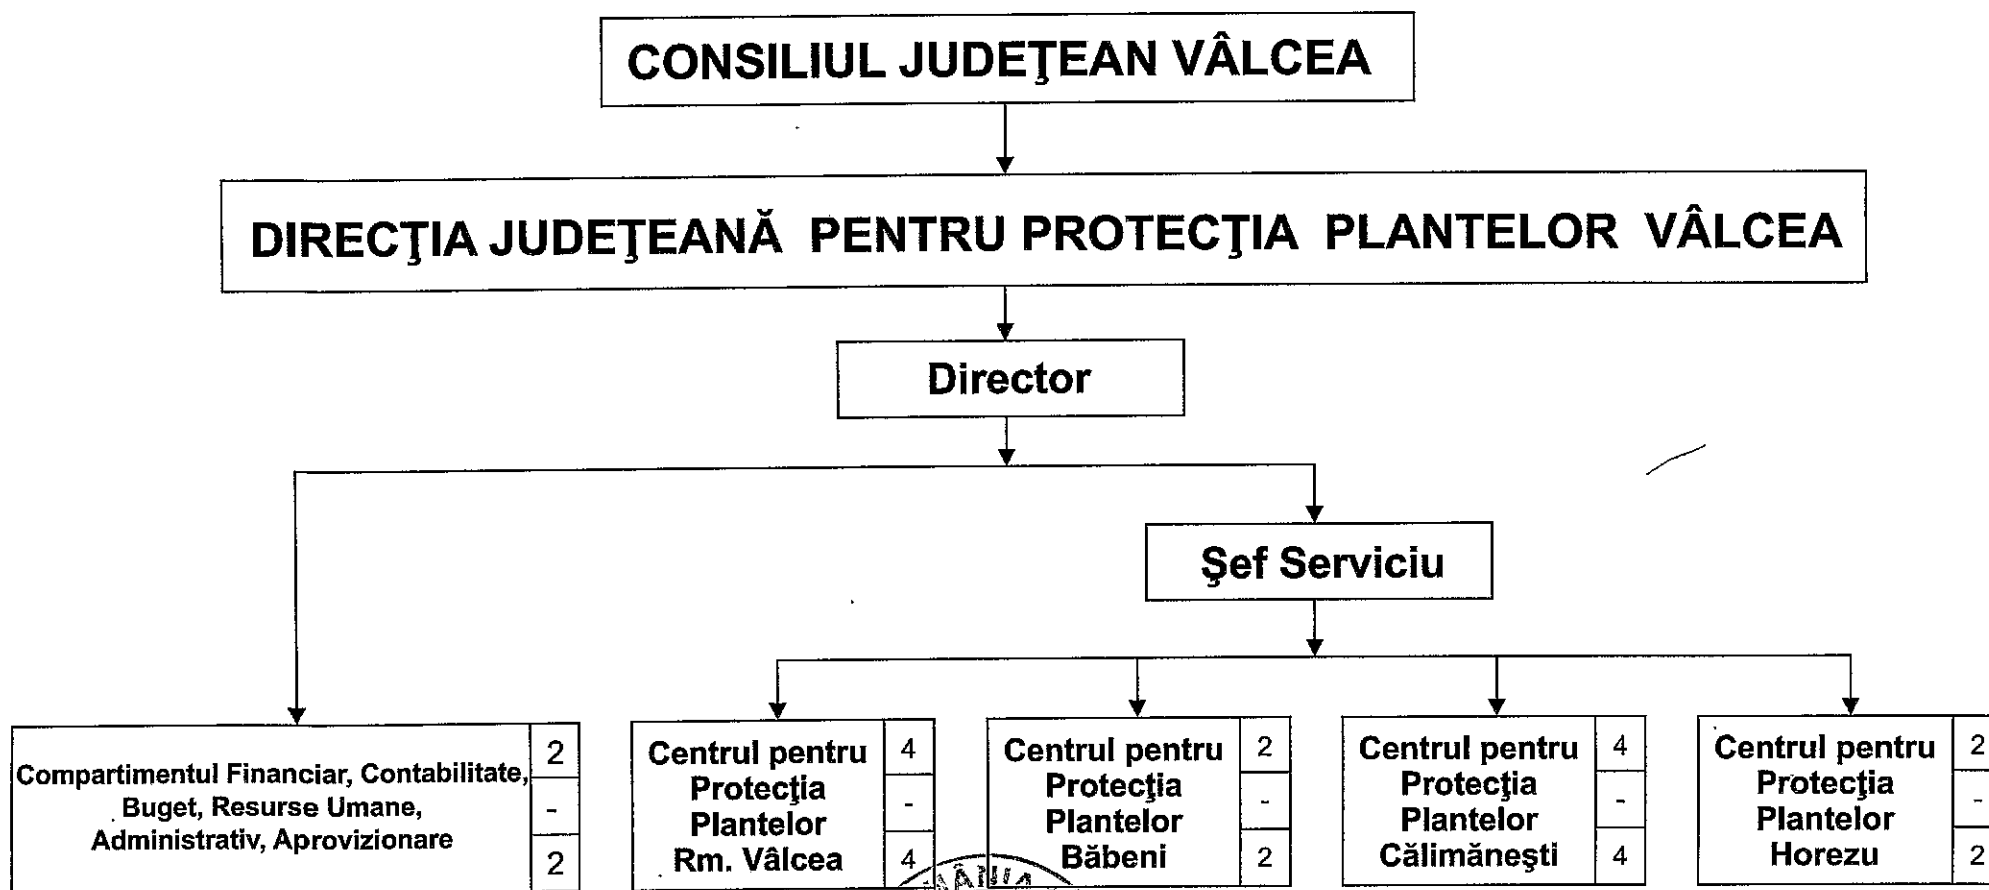 CONSILIUL JUDEŢEAN VÂLCEA
DIRECŢIA JUDEŢEANĂ PENTRU PROTECŢIA PLANTELOR VÂLCEA
Director
Şef Serviciu
Compartimentul Financiar, Contabilitate,
Buget, Resurse Umane,
Administrativ, Aprovizionare
2
-
2
Centrul pentru
Protecţia
Plantelor
Rm. Vâlcea
4
-
4
Centrul pentru
Protecţia
Plantelor
Băbeni
2
-
2
Centrul pentru
Protecţia
Plantelor
Călimăneşti
4
-
4
Centrul pentru
Protecţia
Plantelor
Horezu
2
-
2